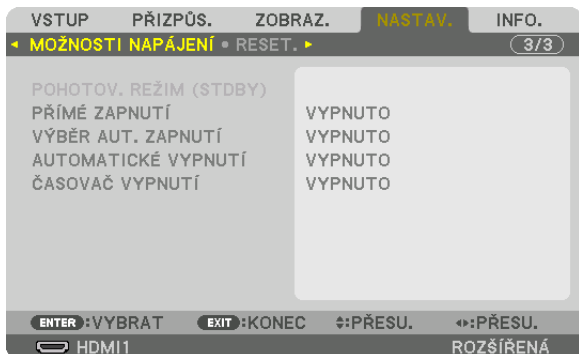 VSTUP PŘIZPŮS. ZOBRAZ. NASTAV. INFO.
MOŽNOSTI NAPÁJENÍ • RESET. 3/3
POHOTOV. REŽIM (STDBY)
PŘÍMÉ ZAPNUTÍ VYPNUTO
VÝBĚR AUT. ZAPNUTÍ VYPNUTO
AUTOMATICKÉ VYPNUTÍ VYPNUTO
ČASOVAČ VYPNUTÍ VYPNUTO
ENTER :VYBRAT EXIT :KONEC :PŘESU. :PŘESU.
HDMI1 ROZŠÍŘENÁ